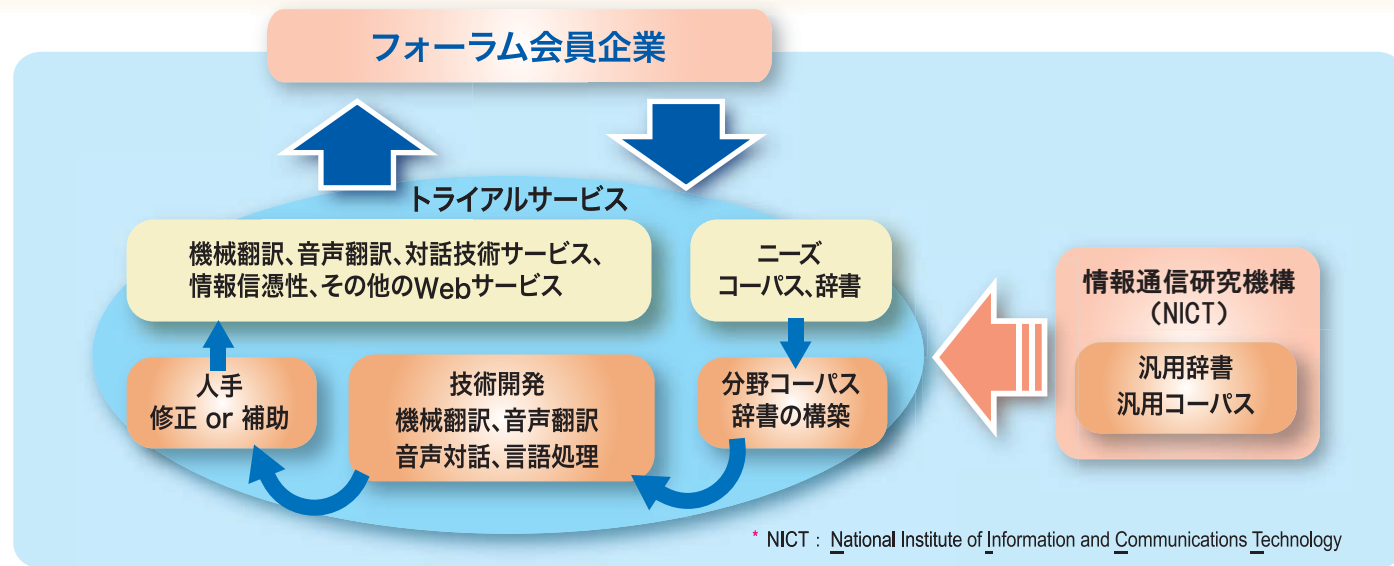 フォーラム会員企業
トライアルサービス
機械翻訳、音声翻訳、対話技術サービス、
情報信憑性、その他のWebサービス
ニーズ
コーパス、辞書
人手
修正 or 補助
技術開発
機械翻訳、音声翻訳
音声対話、言語処理
分野コーパス
辞書の構築
情報通信研究機構
（NICT）
汎用辞書
汎用コーパス
* NICT : National Institute of Information and Communications Technology